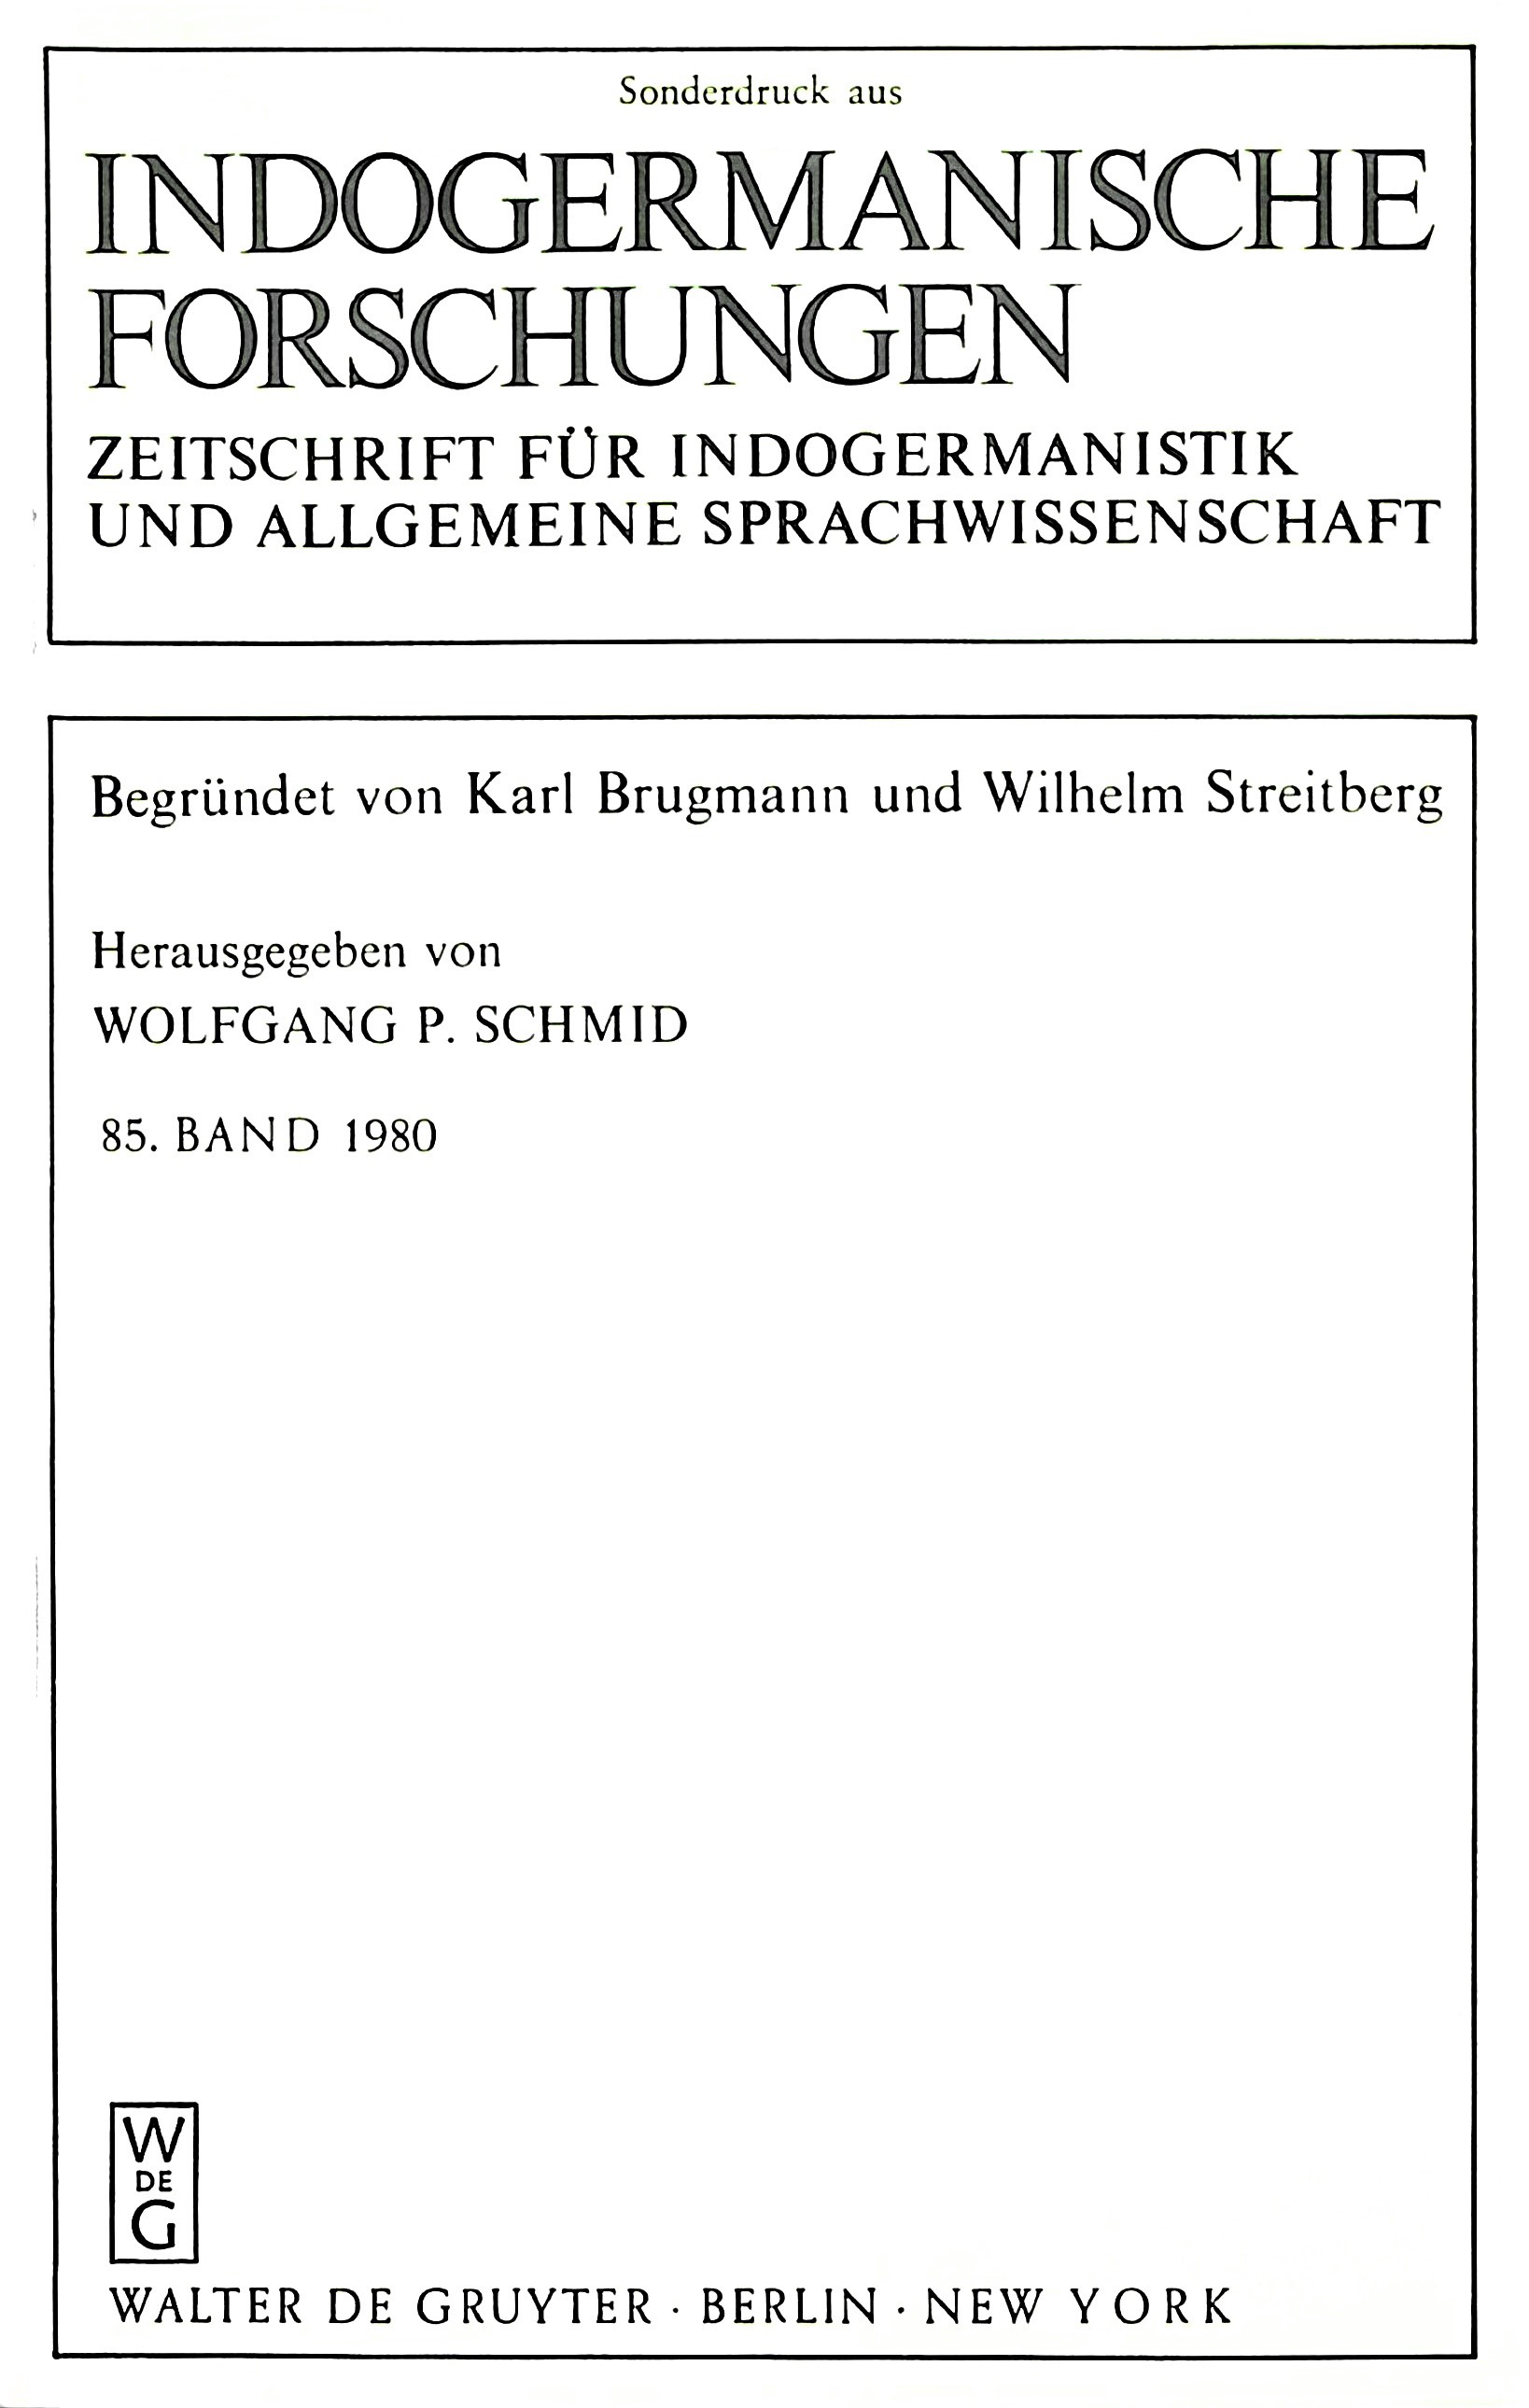 Sonderdruck aus
INDOGERMANISCHE
FORSCHUNGEN
ZEITSCHRIFT FÜR INDOGERMANISTIK
UND ALLGEMEINE SPRACHWISSENSCHAFT
Begründet von Karl Brugmann und Wilhelm Streitberg
Herausgegeben von
WOLFGANG P. SCHMID
85. BAND 1980
W
DE
G
WALTER DE GRUYTER · BERLIN · NEW YORK